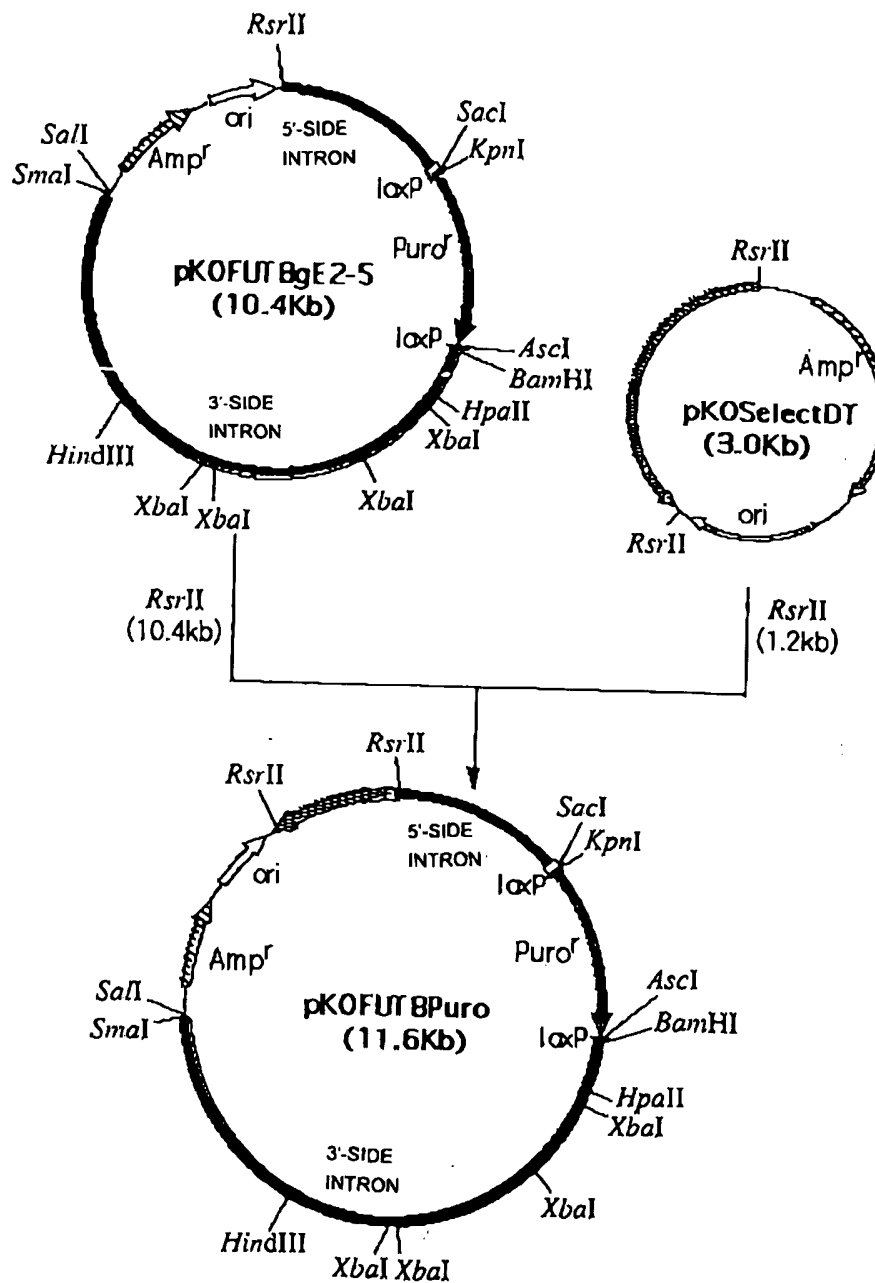 RsrII
SacI
KpnI
SalI
SmaI
ori
Ampr
5'-SIDE
INTRON
loxP
Puror
pKOFUT8gE2-5
(10.4Kb)
loxP
AscI
BamHI
HpaII
XbaI
3'-SIDE
INTRON
HindIII
XbaI
XbaI
XbaI
RsrII
Ampr
pKOSelectDT
(3.0Kb)
ori
RsrII
RsrII
(10.4kb)
RsrII
(1.2kb)
RsrII
RsrII
SacI
KpnI
5'-SIDE
INTRON
loxP
ori
Ampr
Puror
SalI
SmaI
pKOFUT8Puro
(11.6Kb)
AscI
BamHI
loxP
HpaII
XbaI
3'-SIDE
INTRON
XbaI
HindIII
XbaI XbaI